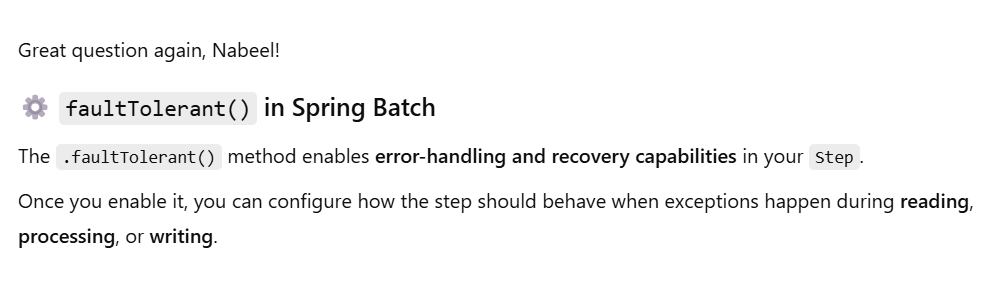 Great question again, Nabeel!
faultTolerant() in Spring Batch
The .faultTolerant() method enables error-handling and recovery capabilities in your Step.
Once you enable it, you can configure how the step should behave when exceptions happen during reading,
processing, or writing.